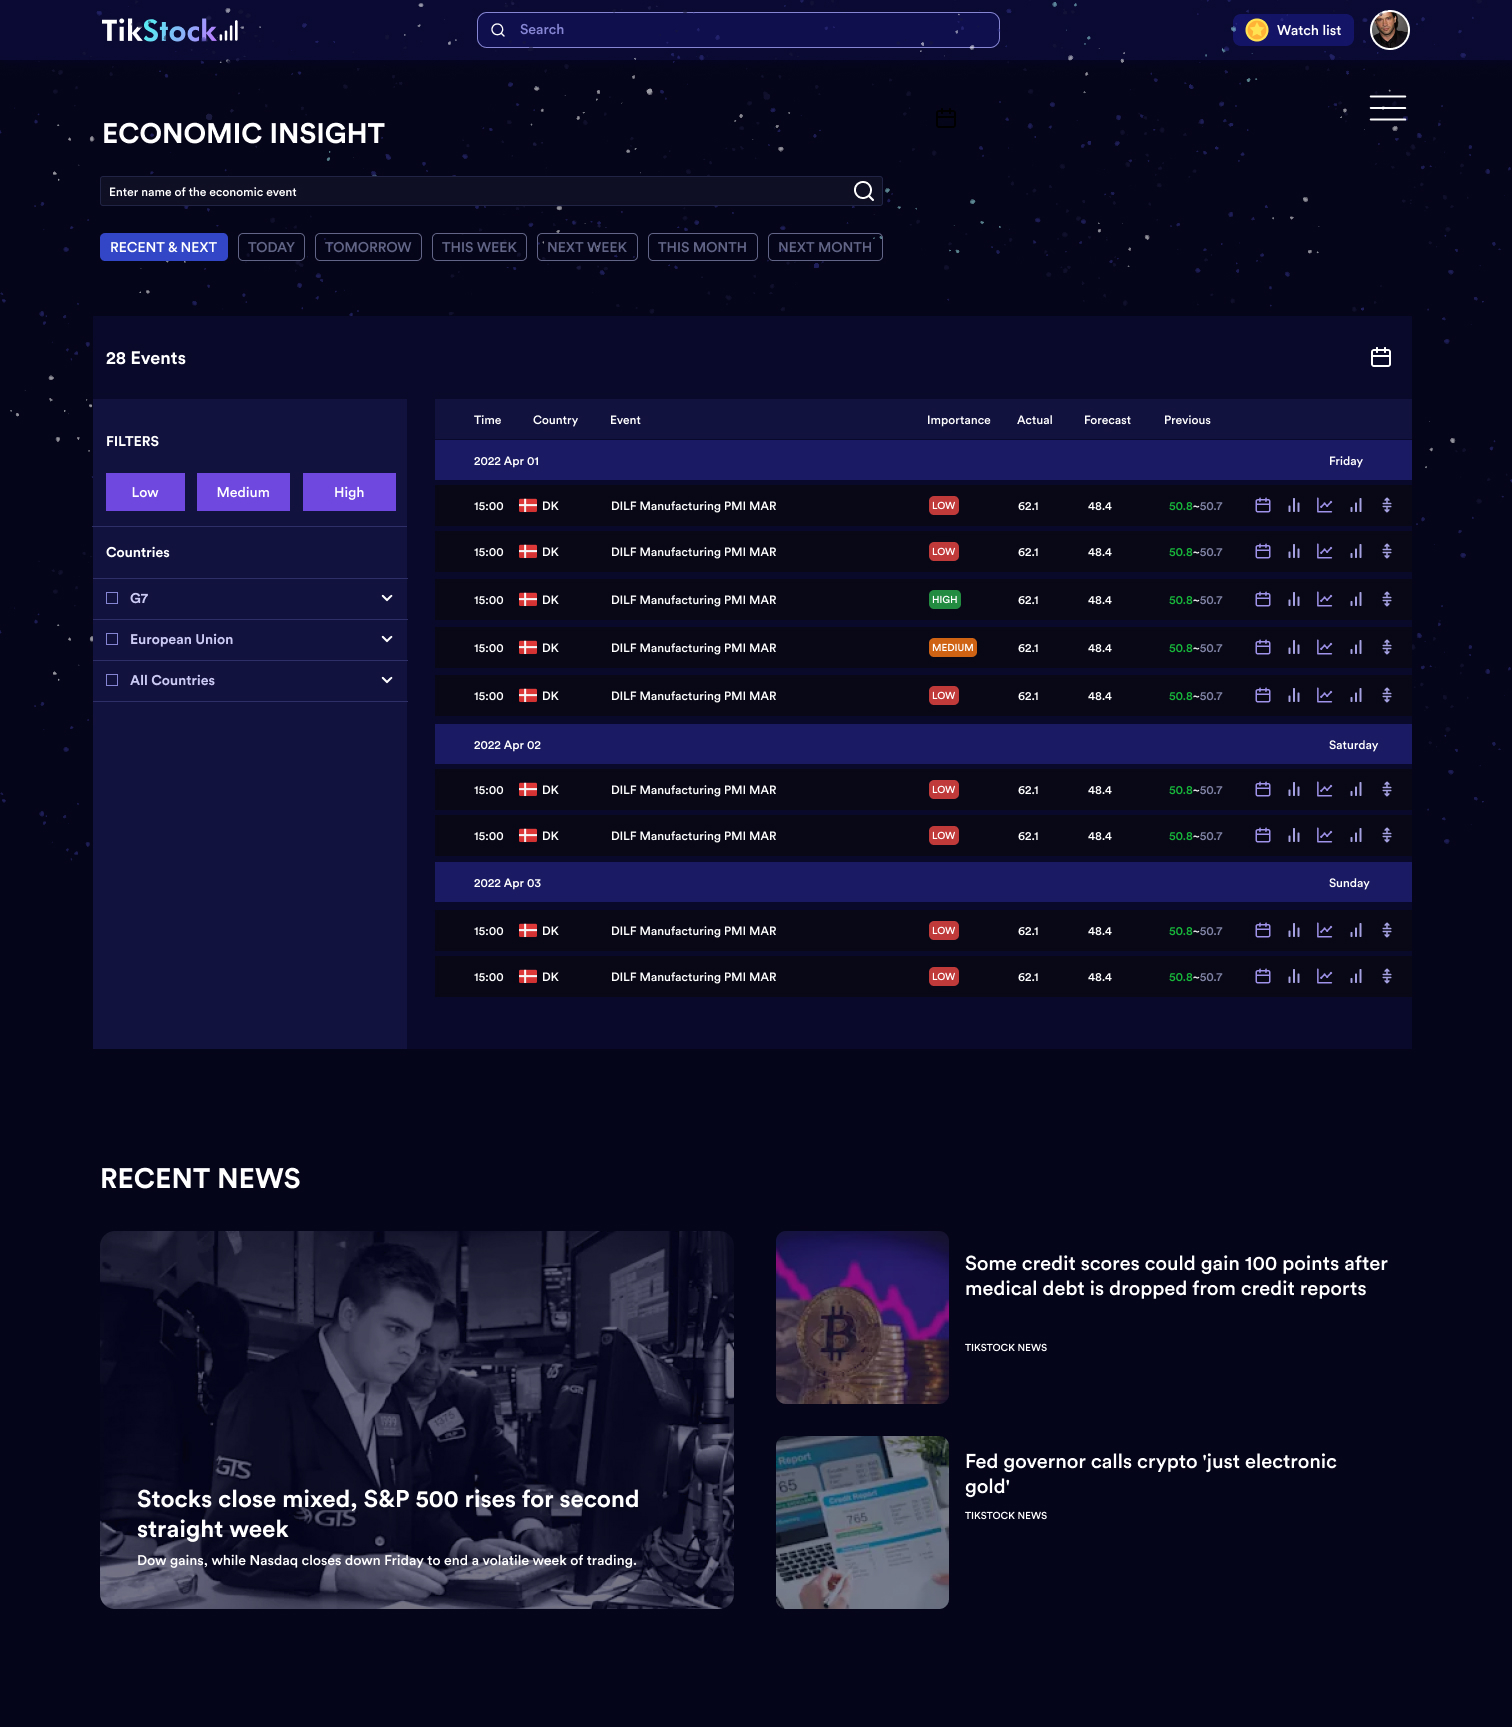 TikStock
Search
Watch list
ECONOMIC INSIGHT
Enter name of the economic event
RECENT & NEXT TODAY TOMORROW THIS WEEK NEXT WEEK THIS MONTH NEXT MONTH
28 Events
FILTERS
Low Medium High
Countries
G7
European Union
All Countries
Time Country Event Importance Actual Forecast Previous
2022 Apr 01 Friday
15:00 DK DILF Manufacturing PMI MAR LOW 62.1 48.4 50.8~50.7
15:00 DK DILF Manufacturing PMI MAR LOW 62.1 48.4 50.8~50.7
15:00 DK DILF Manufacturing PMI MAR HIGH 62.1 48.4 50.8~50.7
15:00 DK DILF Manufacturing PMI MAR MEDIUM 62.1 48.4 50.8~50.7
15:00 DK DILF Manufacturing PMI MAR LOW 62.1 48.4 50.8~50.7
2022 Apr 02 Saturday
15:00 DK DILF Manufacturing PMI MAR LOW 62.1 48.4 50.8~50.7
15:00 DK DILF Manufacturing PMI MAR LOW 62.1 48.4 50.8~50.7
2022 Apr 03 Sunday
15:00 DK DILF Manufacturing PMI MAR LOW 62.1 48.4 50.8~50.7
15:00 DK DILF Manufacturing PMI MAR LOW 62.1 48.4 50.8~50.7
RECENT NEWS
GTS
GTS
GTS
Stocks close mixed, S&P 500 rises for second
straight week
Dow gains, while Nasdaq closes down Friday to end a volatile week of trading.
Some credit scores could gain 100 points after
medical debt is dropped from credit reports
TIKSTOCK NEWS
Report
65
Credit Report
765
Fed governor calls crypto 'just electronic
gold'
TIKSTOCK NEWS